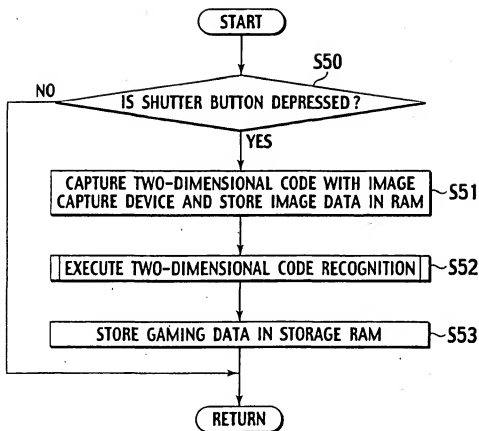 START
S50
NO
IS SHUTTER BUTTON DEPRESSED?
YES
CAPTURE TWO-DIMENSIONAL CODE WITH IMAGE
CAPTURE DEVICE AND STORE IMAGE DATA IN RAM
S51
EXECUTE TWO-DIMENSIONAL CODE RECOGNITION
S52
STORE GAMING DATA IN STORAGE RAM
S53
RETURN